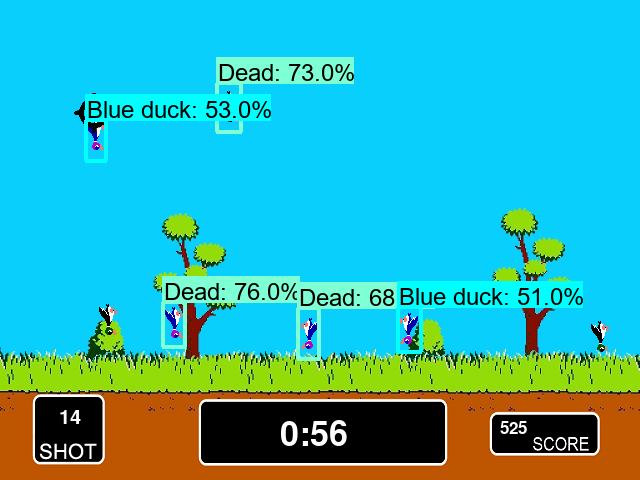 Dead: 73.0%
Blue duck: 53.0%
Dead: 76.0%
Dead: 68
Blue duck: 51.0%
14
SHOT
0:56
525
SCORE